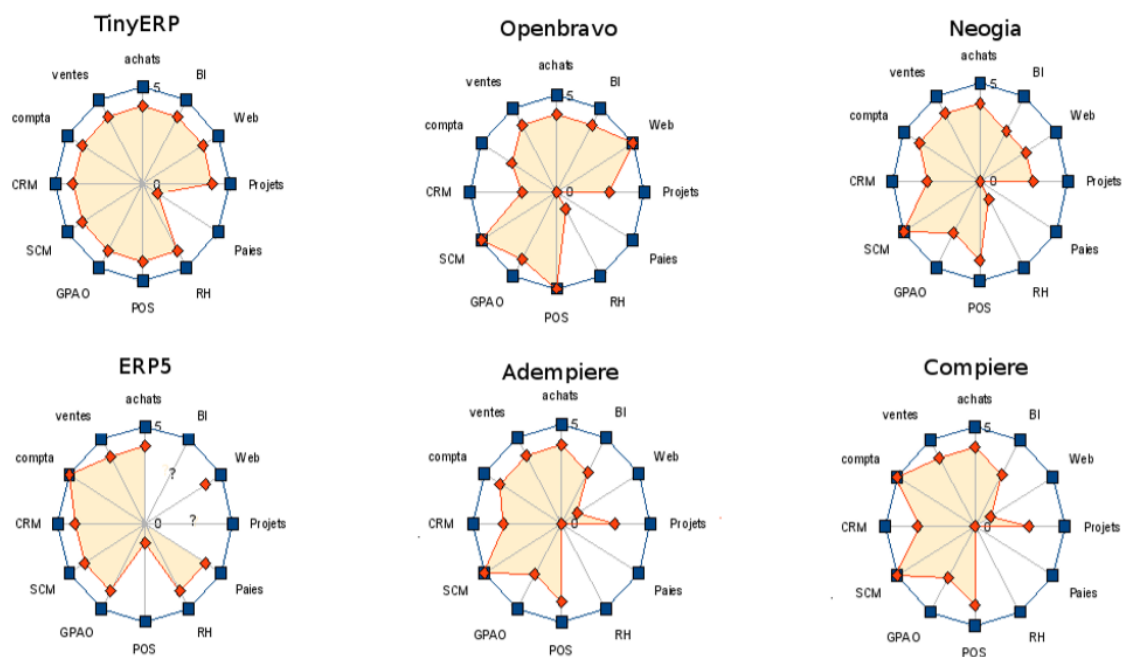 TinyERP
achats
BI
Web
Projets
Paies
RH
POS
GPAO
SCM
CRM
compta
ventes
5
0
Openbravo
achats
BI
Web
Projets
Paies
RH
POS
GPAO
SCM
CRM
compta
ventes
5
0
Neogia
achats
BI
Web
Projets
Paies
RH
POS
GPAO
SCM
CRM
compta
ventes
5
0
ERP5
achats
BI
Web
Projets
Paies
RH
POS
GPAO
SCM
CRM
compta
ventes
5
0
?
?
Adempiere
achats
BI
Web
Projets
Paies
RH
POS
GPAO
SCM
CRM
compta
ventes
5
0
Compiere
achats
BI
Web
Projets
Paies
RH
POS
GPAO
SCM
CRM
compta
ventes
5
0